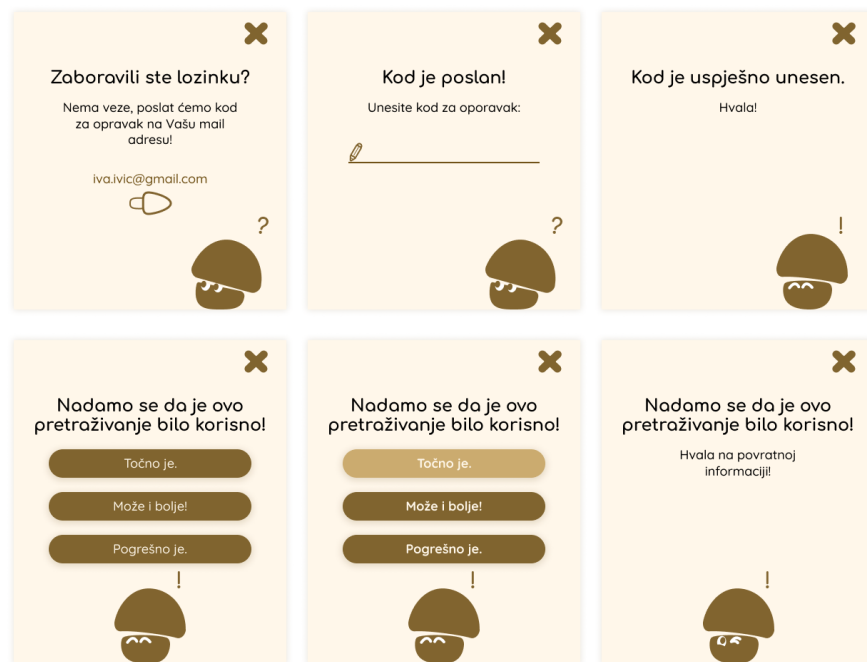 Zaboravili ste lozinku?
Nema veze, poslat ćemo kod
za opravak na Vašu mail
adresu!
iva.ivic@gmail.com
?
Kod je poslan!
Unesite kod za oporavak:
?
Kod je uspješno unesen.
Hvala!
!
Nadamo se da je ovo
pretraživanje bilo korisno!
Točno je.
Može i bolje!
Pogrešno je.
!
Nadamo se da je ovo
pretraživanje bilo korisno!
Točno je.
Može i bolje!
Pogrešno je.
!
Nadamo se da je ovo
pretraživanje bilo korisno!
Hvala na povratnoj
informaciji!
!